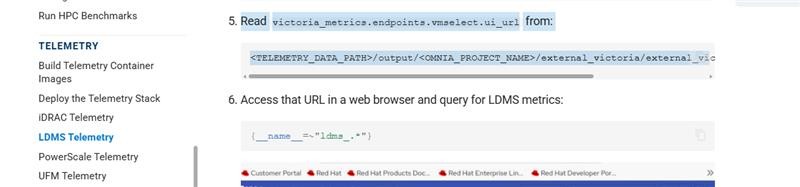 Run HPC Benchmarks
TELEMETRY
Build Telemetry Container
Images
Deploy the Telemetry Stack
iDRAC Telemetry
LDMS Telemetry
PowerScale Telemetry
UFM Telemetry
5. Read victoria_metrics.endpoints.vmselect.ui_url from:
<TELEMETRY_DATA_PATH>/output/<OMNIA_PROJECT_NAME>/external_victoria/external_vic
6. Access that URL in a web browser and query for LDMS metrics:
{__name__=~"ldms_.*"}
Customer Portal Red Hat Red Hat Products Doc... Red Hat Enterprise Lin... Red Hat Developer Por... »